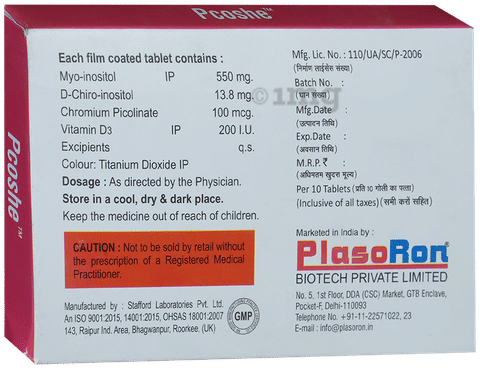 Pcoshe™
Pcoshe™
Each film coated tablet contains :
Myo-inositol IP 550 mg.
D-Chiro-inositol 13.8 mg.
Chromium Picolinate 100 mcg.
Vitamin D3 IP 200 I.U.
Excipients q.s.
Colour: Titanium Dioxide IP
Dosage : As directed by the Physician.
Store in a cool, dry & dark place.
Keep the medicine out of reach of children.
CAUTION : Not to be sold by retail without
the prescription of a Registered Medical
Practitioner.
Manufactured by : Stafford Laboratories Pvt. Ltd.
An ISO 9001:2015, 14001:2015, OHSAS 18001:2007
143, Raipur Ind. Area, Bhagwanpur, Roorkee, (UK)
GMP
Mfg. Lic. No. : 110/UA/SC/P-2006
(निर्माण लाईसेंस संख्या)
Batch No. :
(घान संख्या)
Mfg.Date :
(उत्पादन तिथि)
Exp.Date :
(अवसान तिथि)
M.R.P.₹ :
(अधिकतम खुदरा मूल्य)
Per 10 Tablets (प्रति १० गोली का पत्ता)
(Inclusive of all taxes) (सभी करों सहित)
Marketed in India by :
PlasoRon®
BIOTECH PRIVATE LIMITED
No. 5, 1st Floor, DDA (CSC) Market, GTB Enclave,
Pocket-F, Delhi-110093
Telephone No. +91-11-22571022, 23
E-mail : info@plasoron.in
1mg